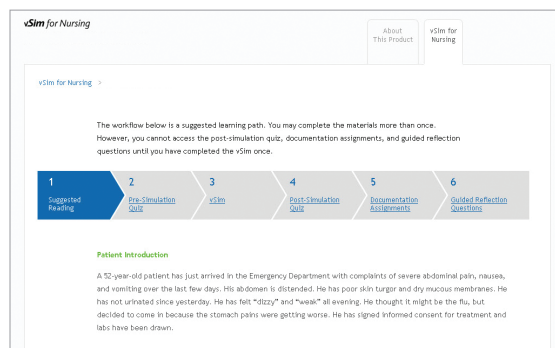 vSim for Nursing
About
This Product
vSim for
Nursing
vSim for Nursing >
The workflow below is a suggested learning path. You may complete the materials more than once.
However, you cannot access the post-simulation quiz, documentation assignments, and guided reflection
questions until you have completed the vSim once.
1
Suggested
Reading
2
Pre-Simulation
Quiz
3
vSim
4
Post-Simulation
Quiz
5
Documentation
Assignments
6
Guided Reflection
Questions
Patient Introduction
A 52-year-old patient has just arrived in the Emergency Department with complaints of severe abdominal pain, nausea,
and vomiting over the last few days. His abdomen is distended. He has poor skin turgor and dry mucous membranes. He
has not urinated since yesterday. He has felt "dizzy" and "weak" all evening. He thought it might be the flu, but
decided to come in because the stomach pains were getting worse. He has signed informed consent for treatment and
labs have been drawn.